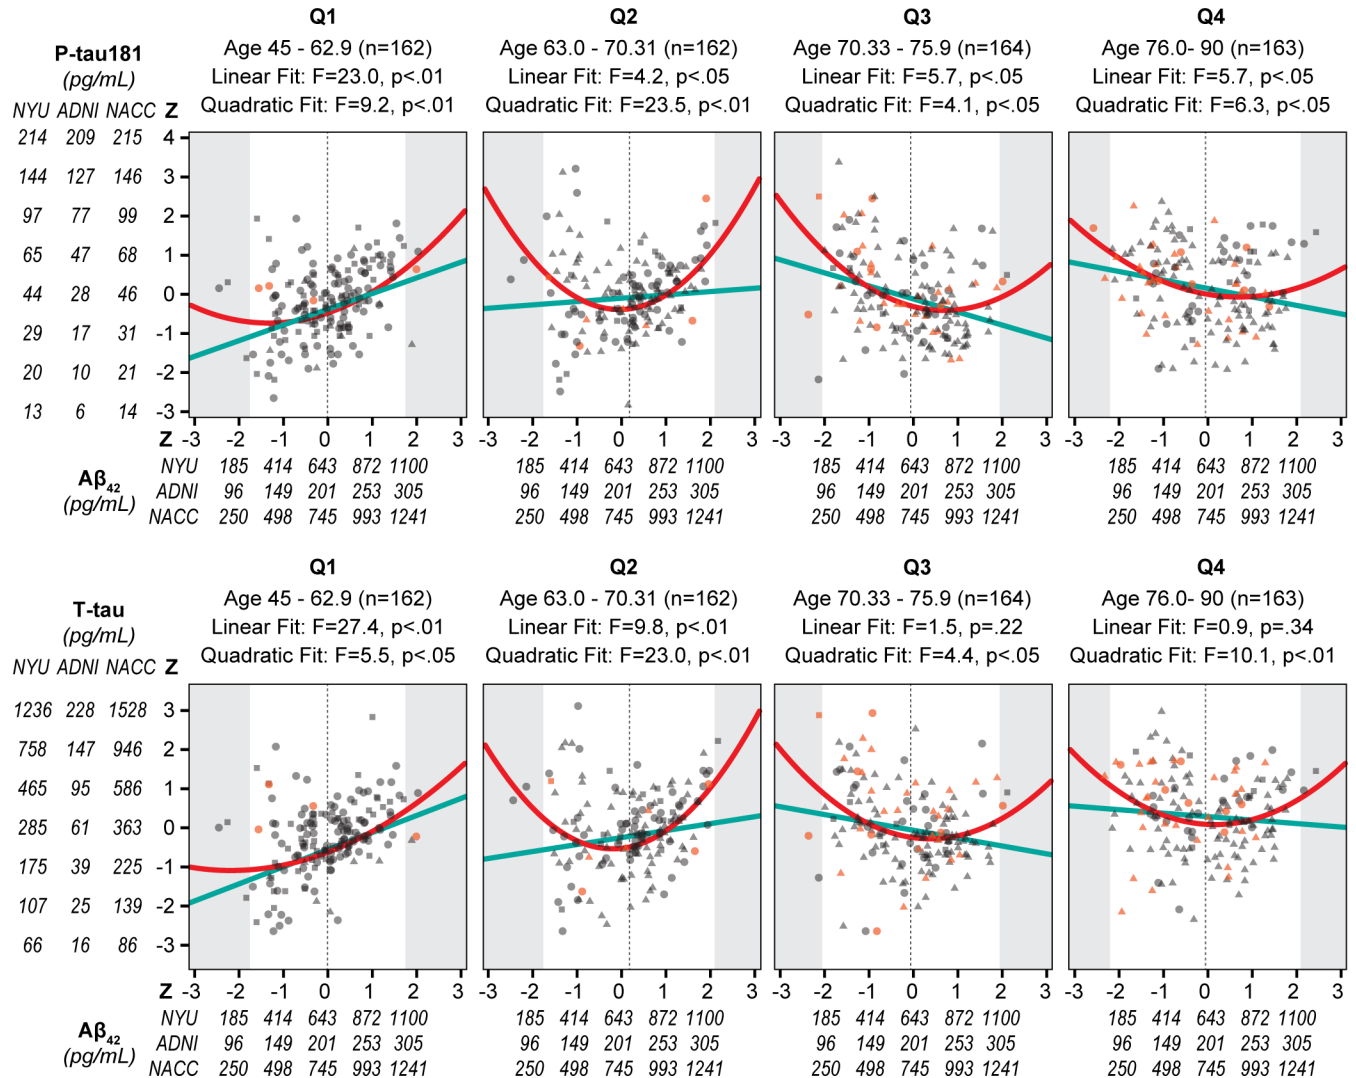 Q1 Q2 Q3 Q4
P-tau181
(pg/mL)
Age 45 - 62.9 (n=162) Age 63.0 - 70.31 (n=162) Age 70.33 - 75.9 (n=164) Age 76.0- 90 (n=163)
Linear Fit: F=23.0, p<.01 Linear Fit: F=4.2, p<.05 Linear Fit: F=5.7, p<.05 Linear Fit: F=5.7, p<.05
Quadratic Fit: F=9.2, p<.01 Quadratic Fit: F=23.5, p<.01 Quadratic Fit: F=4.1, p<.05 Quadratic Fit: F=6.3, p<.05
NYU ADNI NACC Z
214 209 215 4
144 127 146 3
97 77 99 2
65 47 68 1
44 28 46 0
29 17 31 -1
20 10 21 -2
13 6 14 -3
Z -3 -2 -1 0 1 2 3 -3 -2 -1 0 1 2 3 -3 -2 -1 0 1 2 3 -3 -2 -1 0 1 2 3
Aβ42
(pg/mL)
NYU 185 414 643 872 1100 185 414 643 872 1100 185 414 643 872 1100 185 414 643 872 1100
ADNI 96 149 201 253 305 96 149 201 253 305 96 149 201 253 305 96 149 201 253 305
NACC 250 498 745 993 1241 250 498 745 993 1241 250 498 745 993 1241 250 498 745 993 1241
Q1 Q2 Q3 Q4
T-tau
(pg/mL)
Age 45 - 62.9 (n=162) Age 63.0 - 70.31 (n=162) Age 70.33 - 75.9 (n=164) Age 76.0- 90 (n=163)
Linear Fit: F=27.4, p<.01 Linear Fit: F=9.8, p<.01 Linear Fit: F=1.5, p=.22 Linear Fit: F=0.9, p=.34
Quadratic Fit: F=5.5, p<.05 Quadratic Fit: F=23.0, p<.01 Quadratic Fit: F=4.4, p<.05 Quadratic Fit: F=10.1, p<.01
NYU ADNI NACC Z
1236 228 1528 3
758 147 946 2
465 95 586 1
285 61 363 0
175 39 225 -1
107 25 139 -2
66 16 86 -3
Z -3 -2 -1 0 1 2 3 -3 -2 -1 0 1 2 3 -3 -2 -1 0 1 2 3 -3 -2 -1 0 1 2 3
Aβ42
(pg/mL)
NYU 185 414 643 872 1100 185 414 643 872 1100 185 414 643 872 1100 185 414 643 872 1100
ADNI 96 149 201 253 305 96 149 201 253 305 96 149 201 253 305 96 149 201 253 305
NACC 250 498 745 993 1241 250 498 745 993 1241 250 498 745 993 1241 250 498 745 993 1241